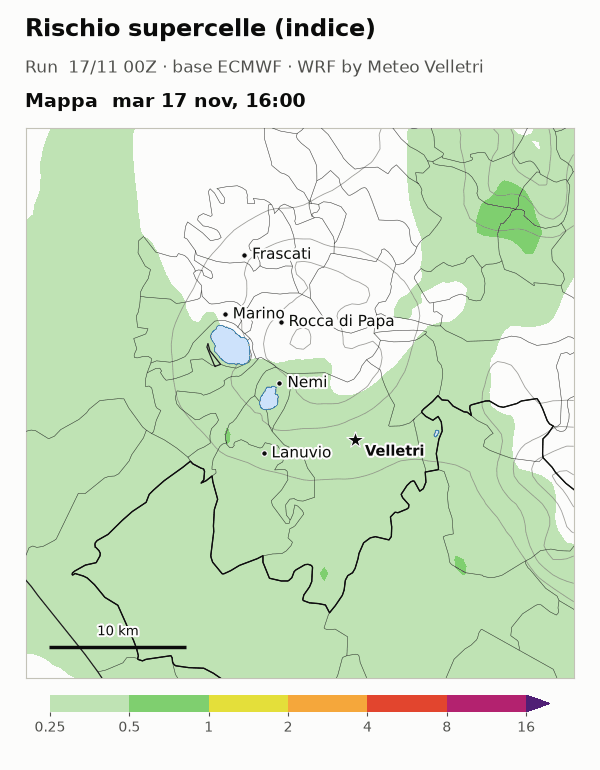 Rischio supercelle (indice)
Run  17/11 00Z · base ECMWF · WRF by Meteo Velletri
Mappa  mar 17 nov, 16:00
Frascati
Marino
Rocca di Papa
Nemi
Velletri
Lanuvio
10 km
0.25 0.5 1 2 4 8 16